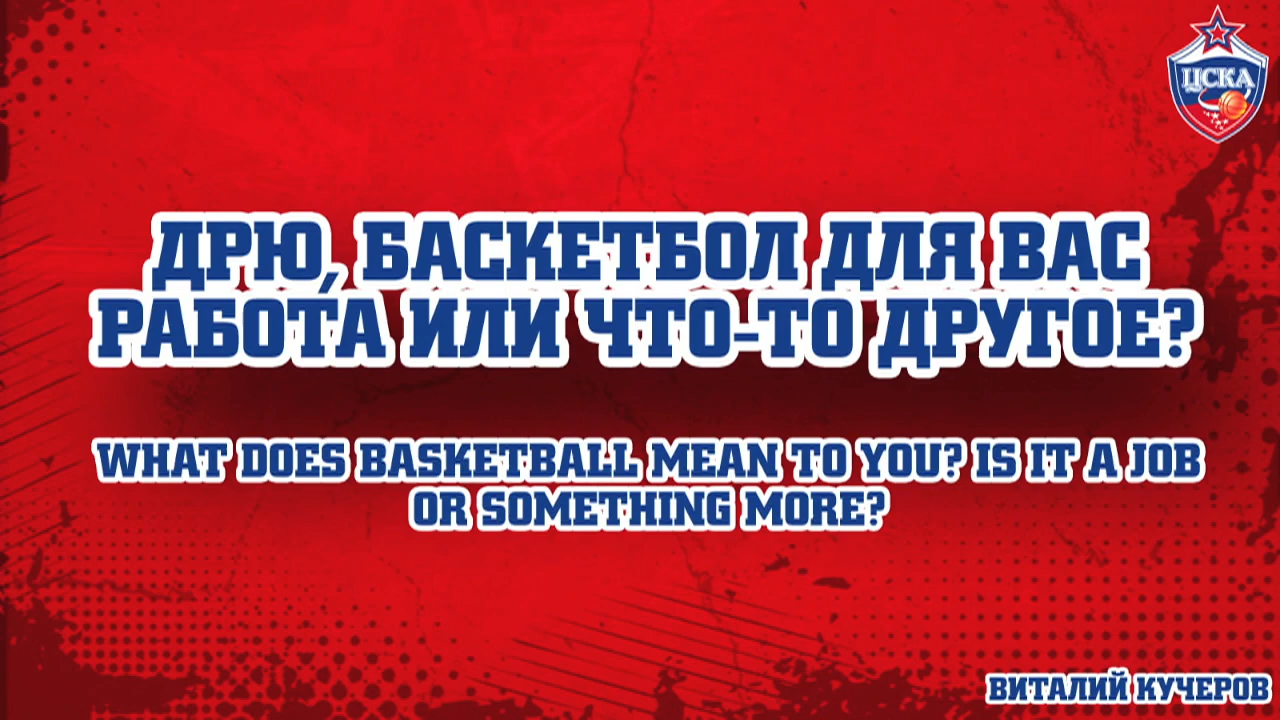 ЦСКА
ДРЮ, БАСКЕТБОЛ ДЛЯ ВАС
РАБОТА ИЛИ ЧТО-ТО ДРУГОЕ?
WHAT DOES BASKETBALL MEAN TO YOU? IS IT A JOB
OR SOMETHING MORE?
ВИТАЛИЙ КУЧЕРОВ